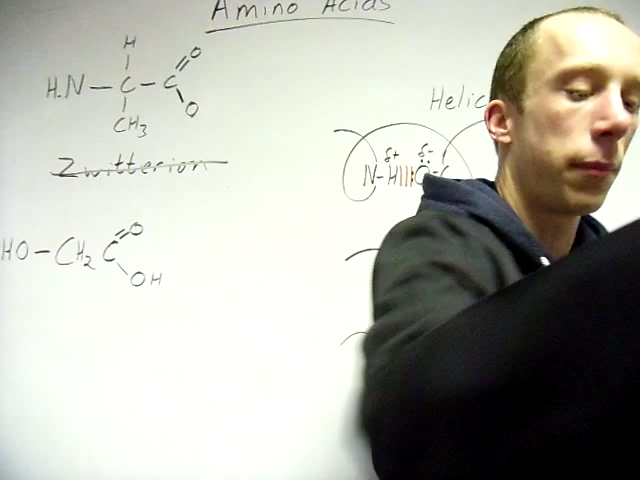 Amino Acids
H
O
H2N — C — C
O
CH3
Zwitterion
HO — CH2 C
O
OH
Helic
δ+ δ-
N - H O